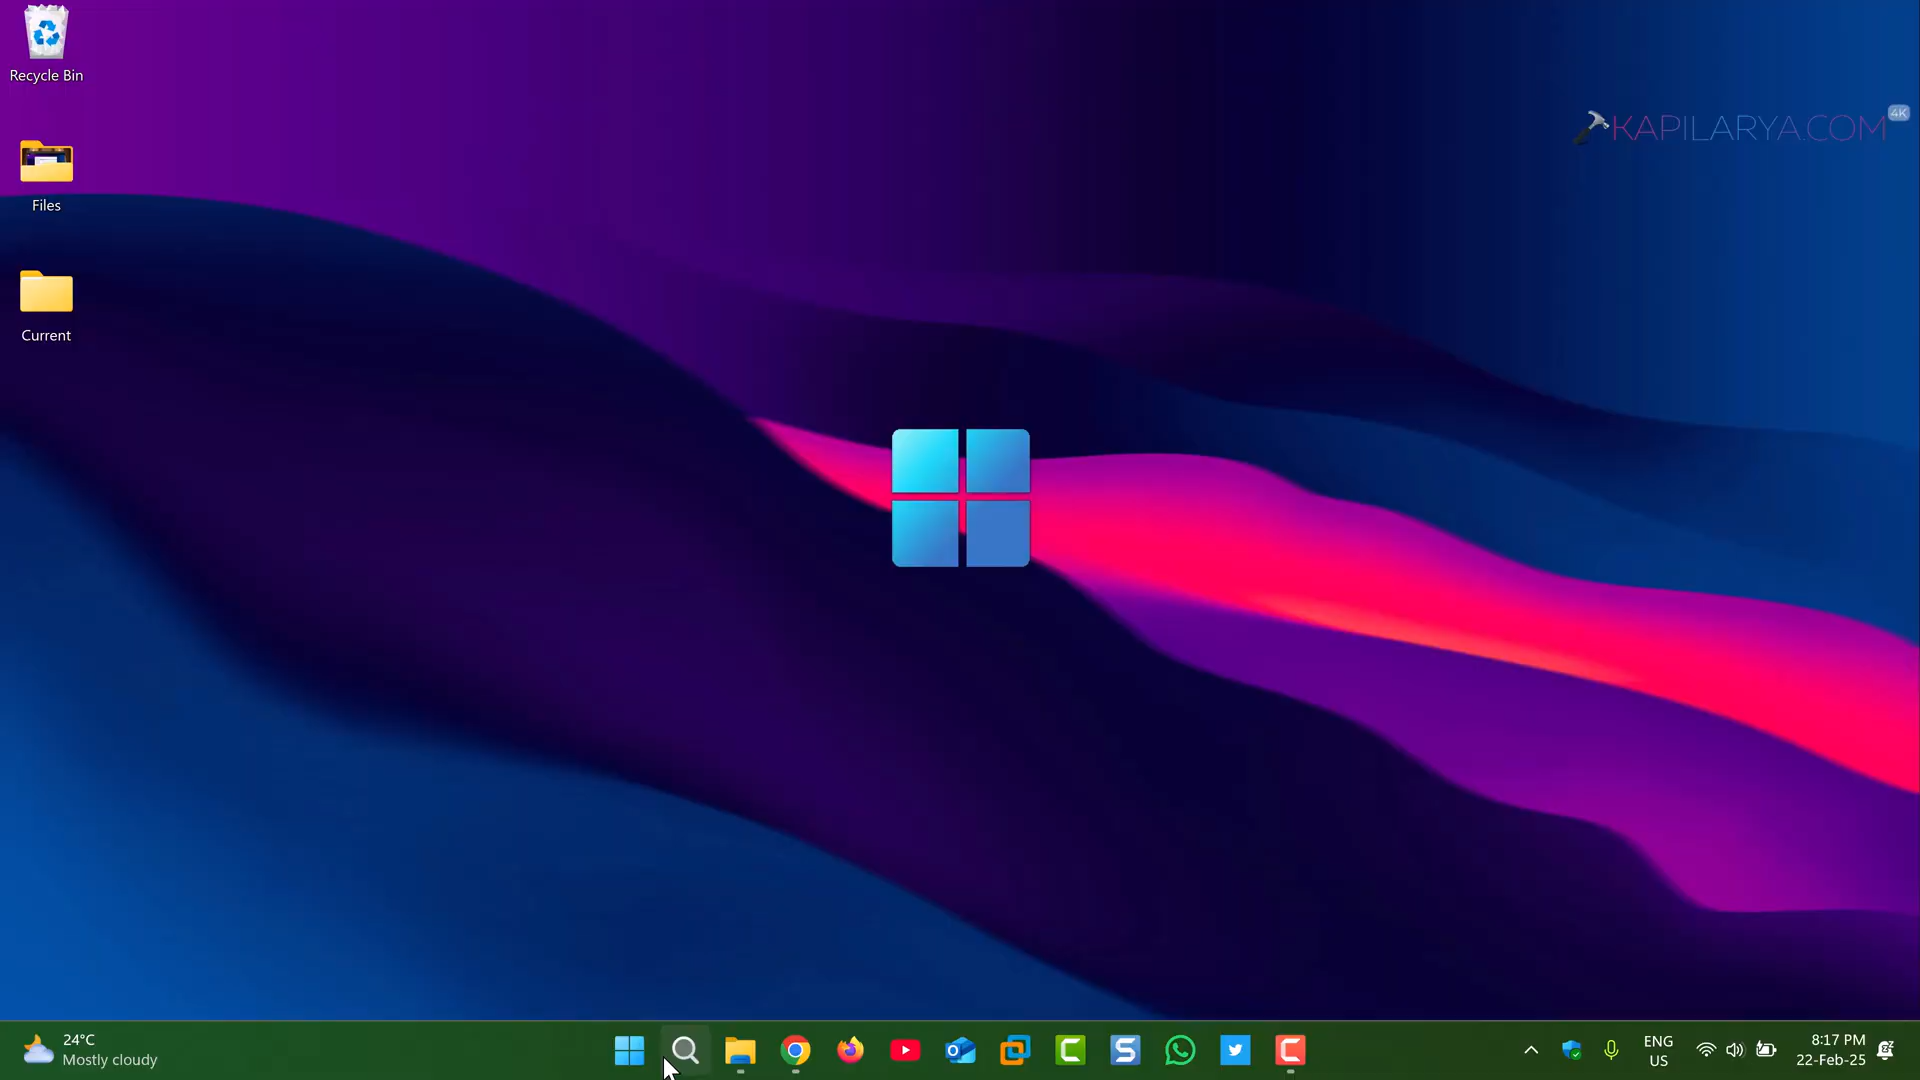 Recycle Bin
KAPILARYA.COM
4K
Files
Current
24°C
Mostly cloudy
ENG
US
8:17 PM
22-Feb-25